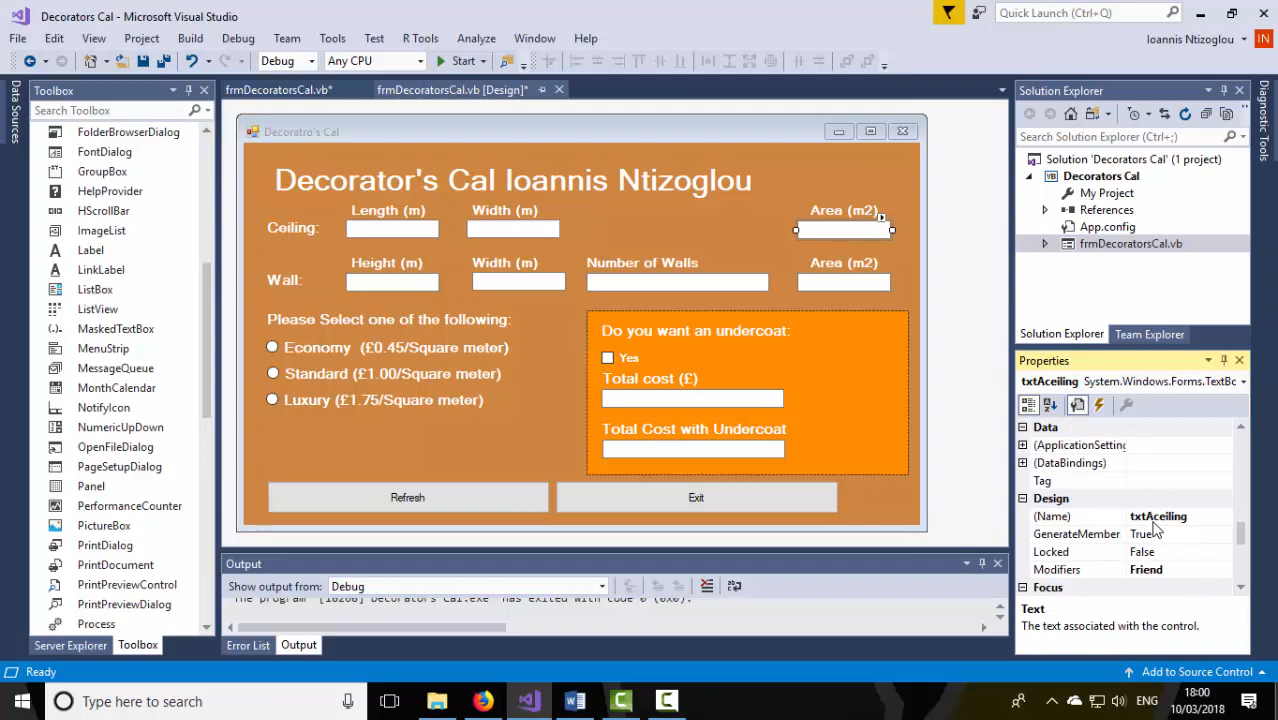 Decorators Cal - Microsoft Visual Studio
Quick Launch (Ctrl+Q)
File Edit View Project Build Debug Team Tools Test R Tools Analyze Window Help
Ioannis Ntizoglou IN
Debug Any CPU Start
Data Sources
Toolbox
Search Toolbox
FolderBrowserDialog
FontDialog
GroupBox
HelpProvider
HScrollBar
ImageList
Label
LinkLabel
ListBox
ListView
MaskedTextBox
MenuStrip
MessageQueue
MonthCalendar
NotifyIcon
NumericUpDown
OpenFileDialog
PageSetupDialog
Panel
PerformanceCounter
PictureBox
PrintDialog
PrintDocument
PrintPreviewControl
PrintPreviewDialog
Process
Server Explorer Toolbox
frmDecoratorsCal.vb* frmDecoratorsCal.vb [Design]*
Decoratro's Cal
Decorator's Cal Ioannis Ntizoglou
Length (m) Width (m) Area (m2)
Ceiling:
Height (m) Width (m) Number of Walls Area (m2)
Wall:
Please Select one of the following:
Economy (£0.45/Square meter)
Standard (£1.00/Square meter)
Luxury (£1.75/Square meter)
Do you want an undercoat:
Yes
Total cost (£)
Total Cost with Undercoat
Refresh Exit
Output
Show output from: Debug
Error List Output
Solution Explorer
Search Solution Explorer (Ctrl+;)
Solution 'Decorators Cal' (1 project)
VB Decorators Cal
My Project
References
App.config
frmDecoratorsCal.vb
Solution Explorer Team Explorer
Properties
txtAceiling System.Windows.Forms.TextBo
Data
(ApplicationSetting
(DataBindings)
Tag
Design
(Name) txtAceiling
GenerateMember True
Locked False
Modifiers Friend
Focus
Text
The text associated with the control.
Diagnostic Tools
Ready
Add to Source Control
Type here to search
ENG
18:00
10/03/2018